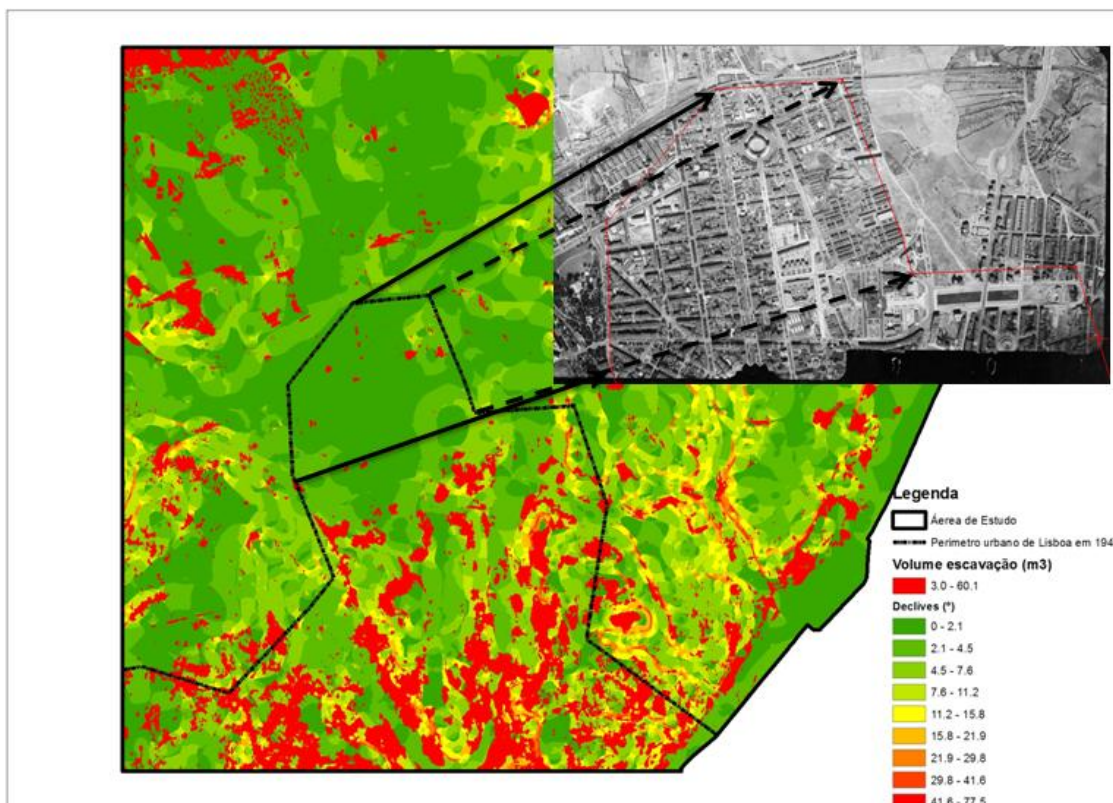 Legenda
Áerea de Estudo
Perimetro urbano de Lisboa em 194
Volume escavação (m3)
3.0 - 60.1
Declives (º)
0 - 2.1
2.1 - 4.5
4.5 - 7.6
7.6 - 11.2
11.2 - 15.8
15.8 - 21.9
21.9 - 29.8
29.8 - 41.6
41.6 - 77.5